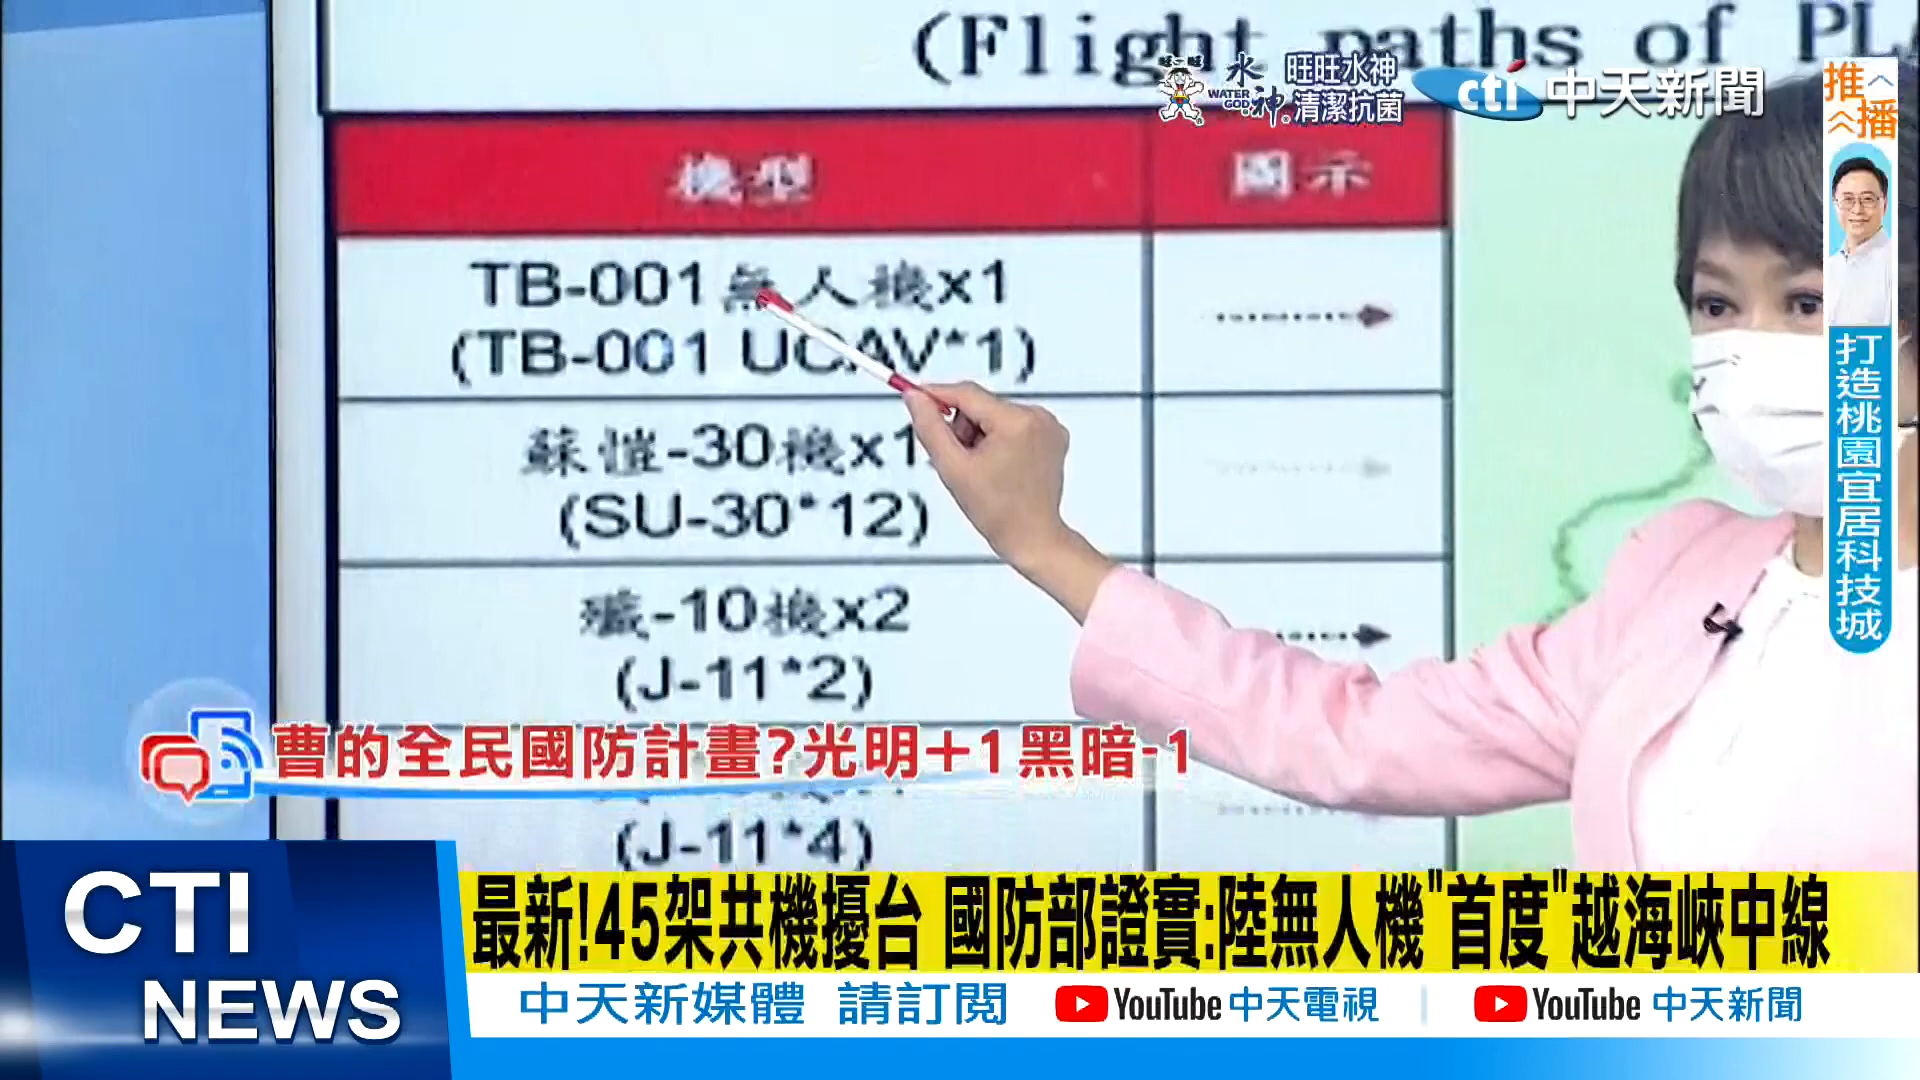 (Flight paths of PLA
旺旺
水神
WATER GOD
旺旺水神
清潔抗菌
cti 中天新聞
推播
機型
圖示
TB-001無人機x1
(TB-001 UCAV*1)
蘇愷-30機x1
(SU-30*12)
殲-10機x2
(J-11*2)
(J-11*4)
打造桃園宜居科技城
曹的全民國防計畫?光明+1 黑暗-1
CTI
NEWS
最新!45架共機擾台 國防部證實:陸無人機"首度"越海峽中線
中天新媒體 請訂閱 YouTube 中天電視 | YouTube 中天新聞